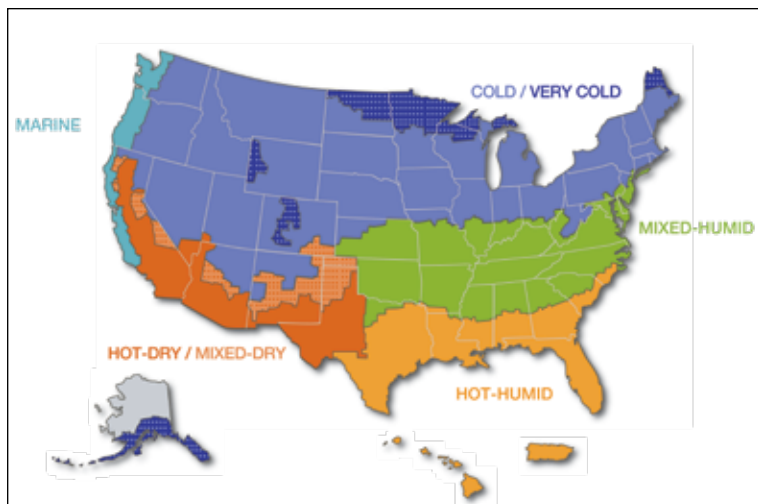 COLD / VERY COLD
MARINE
MIXED-HUMID
HOT-DRY / MIXED-DRY
HOT-HUMID